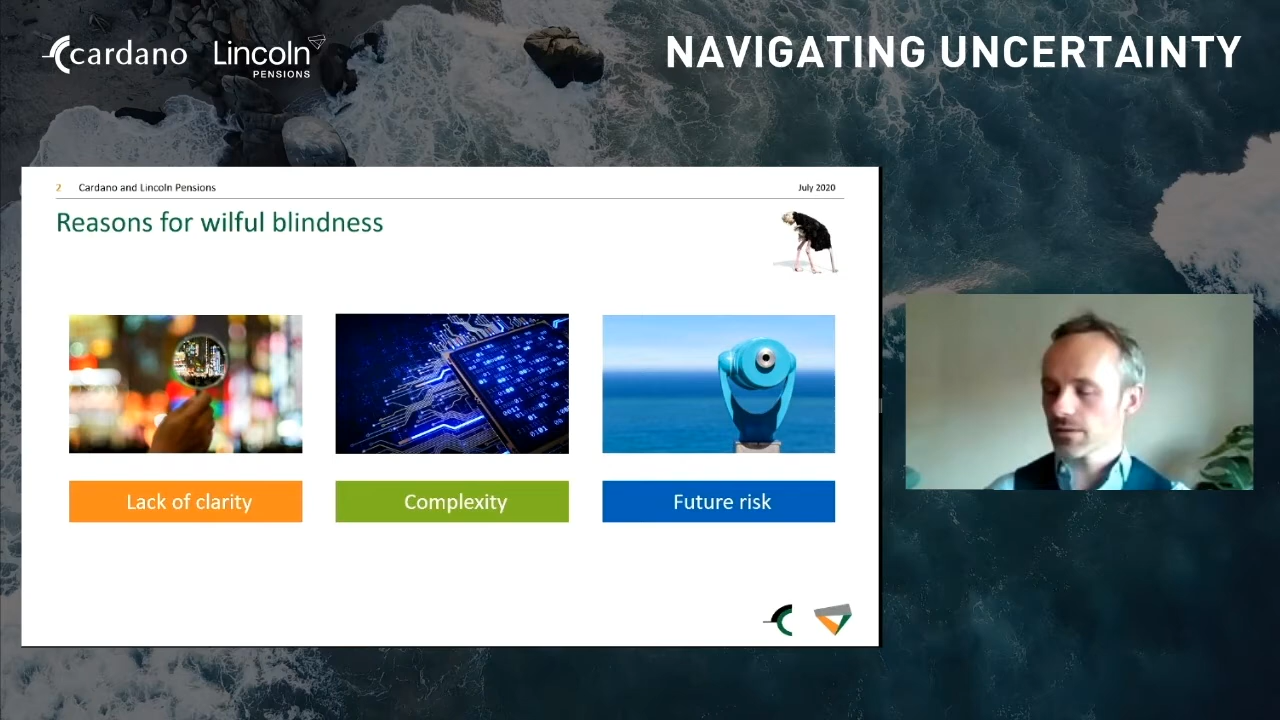 cardano
Lincoln
PENSIONS
NAVIGATING UNCERTAINTY
2 Cardano and Lincoln Pensions
July 2020
Reasons for wilful blindness
Lack of clarity
Complexity
Future risk